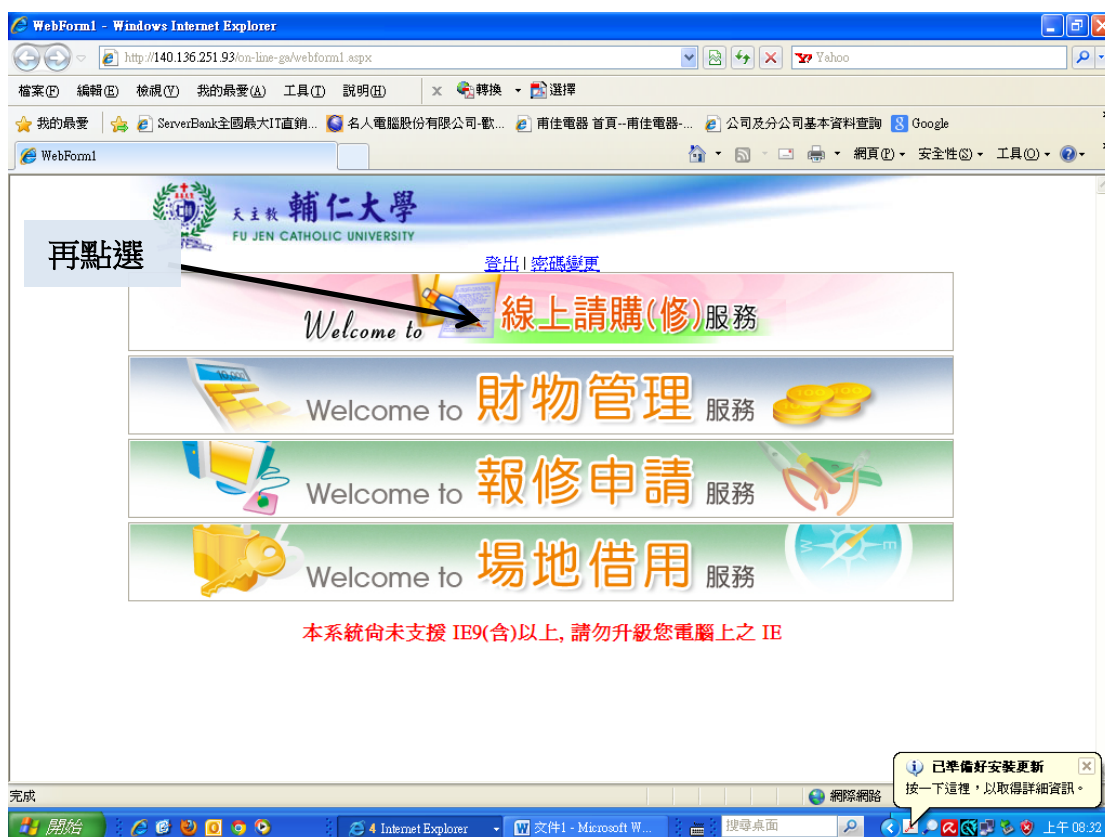 WebForm1 - Windows Internet Explorer
http://140.136.251.93/on-line-ga/webform1.aspx
Yahoo
檔案(F) 編輯(E) 檢視(V) 我的最愛(A) 工具(T) 説明(H) x 轉換 選擇
我的最愛 ServerBank全國最大IT直銷... 名人電腦股份有限公司-歡... 甫佳電器 首頁--甫佳電器-... 公司及分公司基本資料查詢 Google
WebForm1 網頁(P) 安全性(S) 工具(O)
天主教 輔仁大學
FU JEN CATHOLIC UNIVERSITY
再點選
登出 | 密碼變更
Welcome to 線上請購(修)服務
10,000
Welcome to 財物管理 服務
100 100
Welcome to 報修申請 服務
Welcome to 場地借用 服務
本系統尚未支援 IE9(含)以上, 請勿升級您電腦上之 IE
已準備好安裝更新
按一下這裡，以取得詳細資訊。
完成 網際網路
開始 4 Internet Explorer 文件1 - Microsoft W... 搜尋桌面 上午 08:32